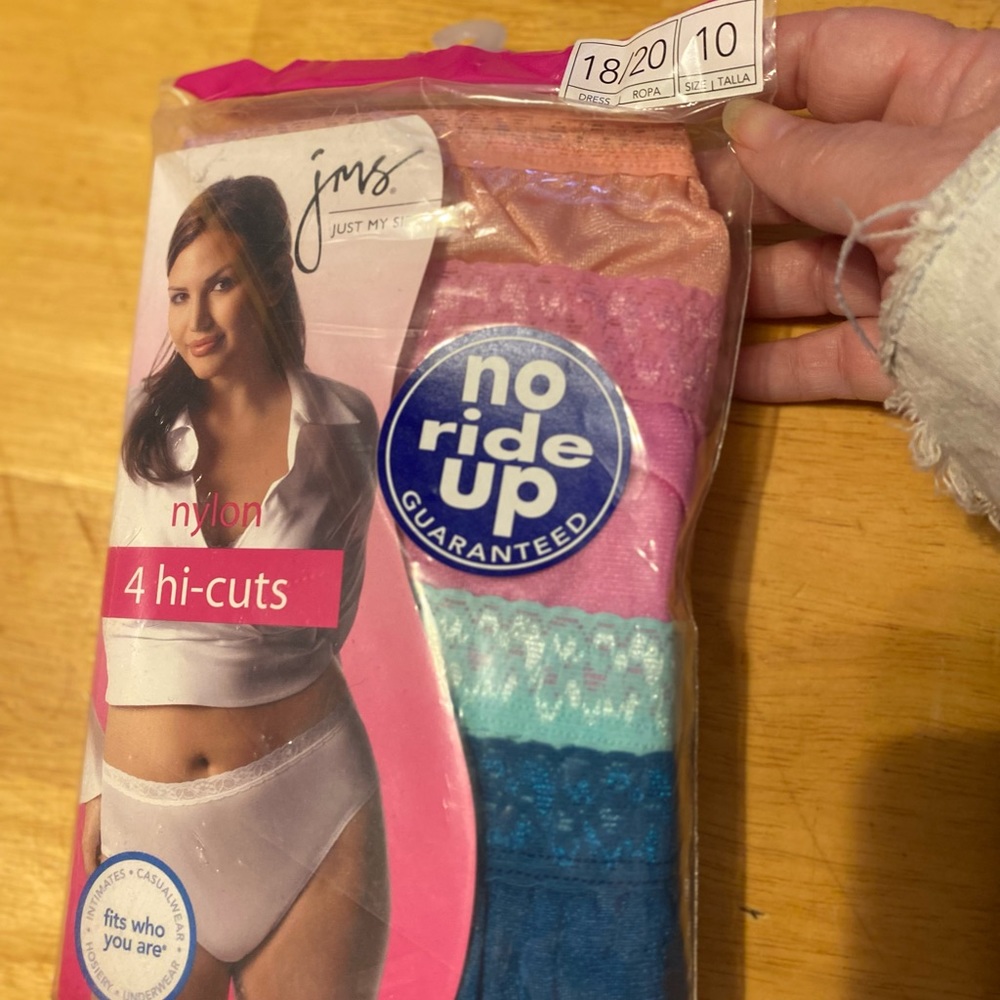 18/20 10
DRESS ROPA SIZE TALLA
jms®
JUST MY SI
no
ride
up
GUARANTEED
nylon
4 hi-cuts
INTIMATES • CASUALWEAR •
fits who
you are®
HOSIERY • UNDERWEAR